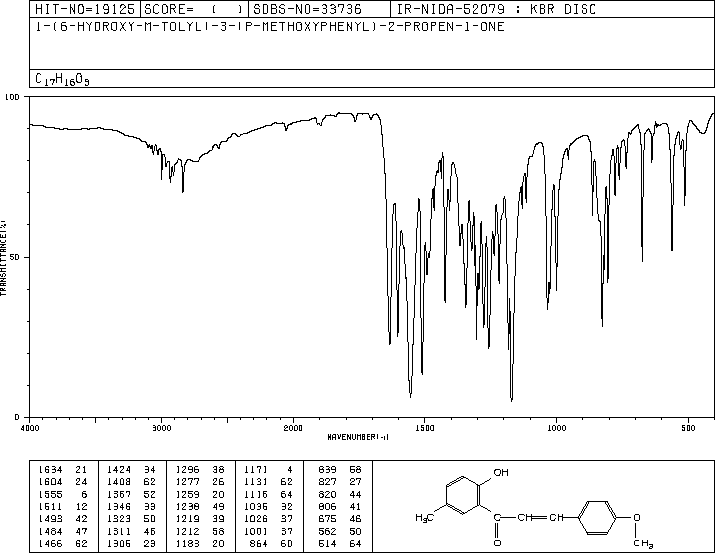 HIT-NO=19125 SCORE= ( ) SDBS-NO=33736 IR-NIDA-52079 : KBR DISC
1-(6-HYDROXY-M-TOLYL)-3-(P-METHOXYPHENYL)-2-PROPEN-1-ONE
C17H16O3
100
50
0
TRANSMITTANCE(%)
4000 3000 2000 1500 1000 500
WAVENUMBER(-1)
1634 21 1424 34 1296 38 1171 4 839 58
1604 24 1408 62 1277 26 1131 62 827 27
1555 6 1367 52 1259 20 1116 64 820 44
1511 12 1346 33 1238 49 1036 32 806 41
1493 42 1323 50 1219 39 1026 37 675 46
1484 47 1311 46 1212 58 1001 37 562 50
1466 62 1306 23 1183 20 864 60 514 64
OH
H3C C—CH=CH O
O CH3